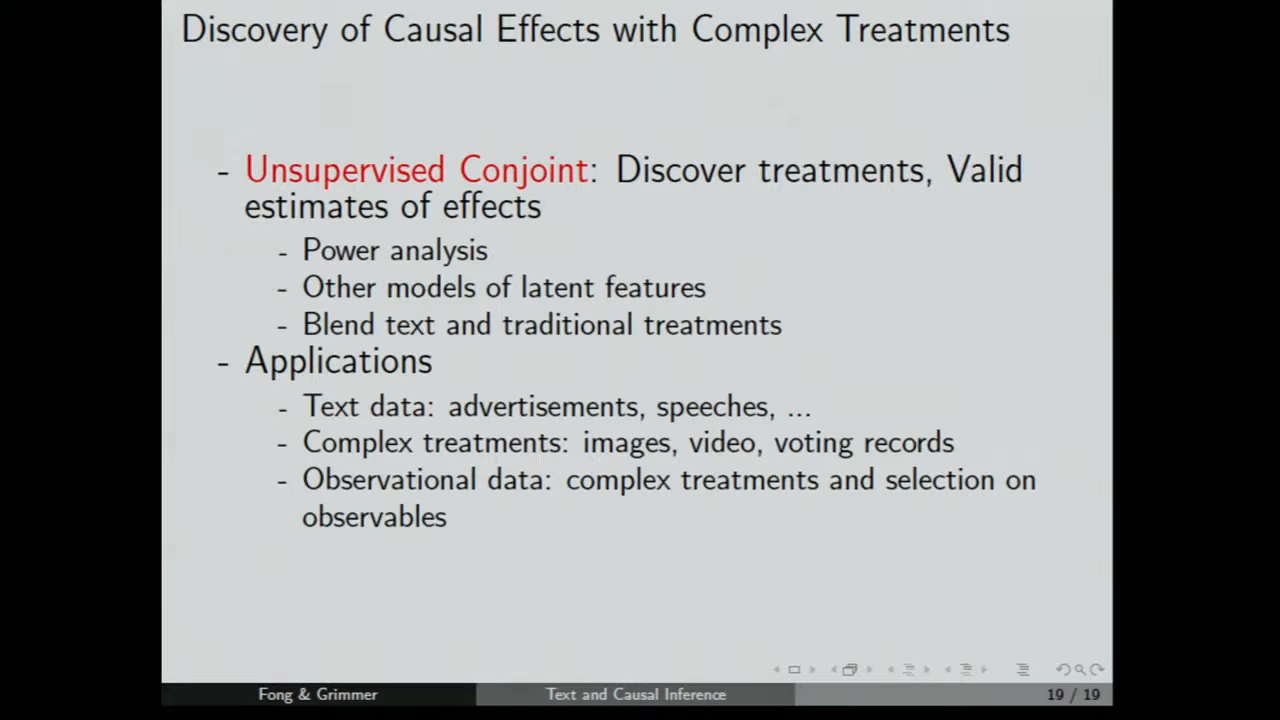 Discovery of Causal Effects with Complex Treatments
- Unsupervised Conjoint: Discover treatments, Valid
estimates of effects
- Power analysis
- Other models of latent features
- Blend text and traditional treatments
- Applications
- Text data: advertisements, speeches, ...
- Complex treatments: images, video, voting records
- Observational data: complex treatments and selection on
observables
Fong & Grimmer
Text and Causal Inference
19 / 19